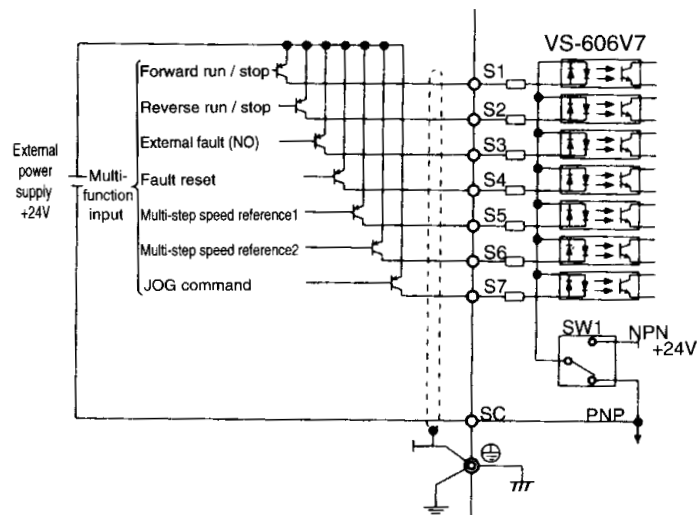 VS-606V7
Forward run / stop
S1
Reverse run / stop
S2
External fault (NO)
S3
External
power
supply
+24V
Multi-
function
input
Fault reset
S4
Multi-step speed reference1
S5
Multi-step speed reference2
S6
JOG command
S7
SW1
NPN
+24V
SC
PNP